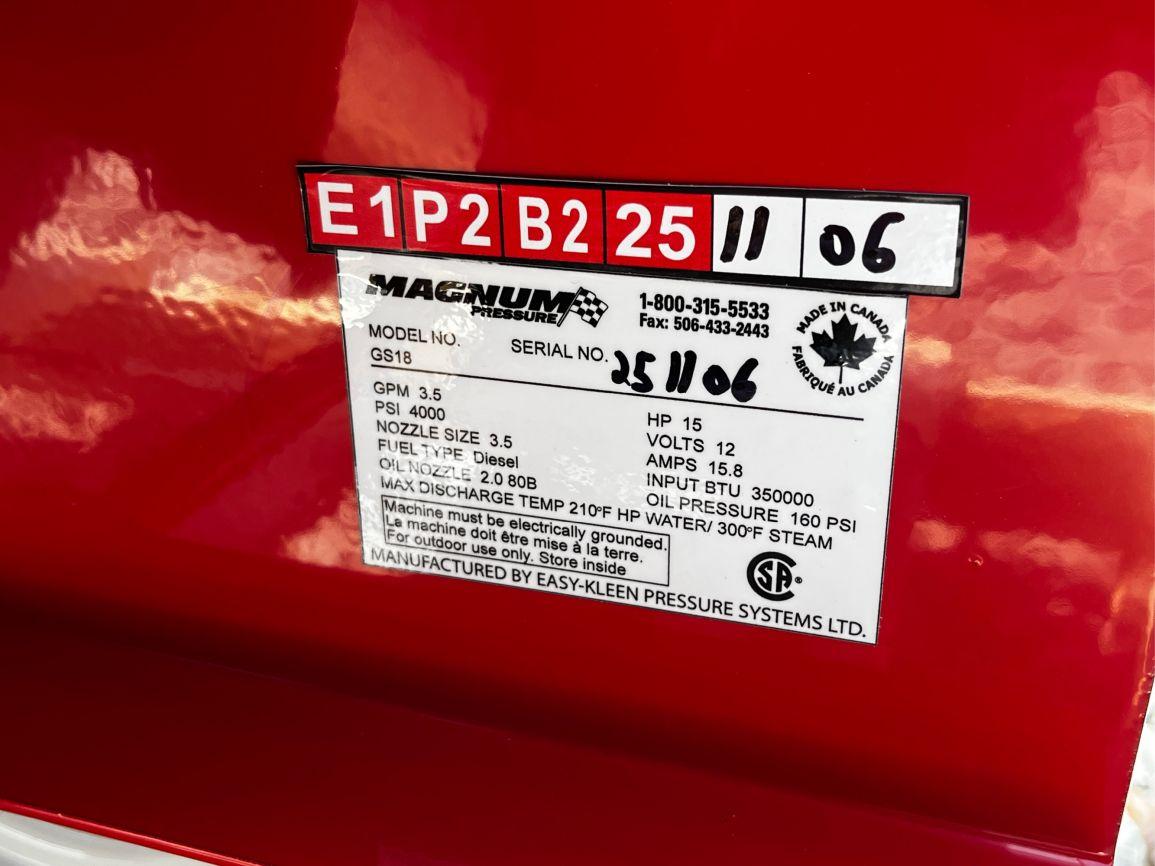 E1 P2 B2 25 11 06
MAGNUM
PRESSURE
1-800-315-5533
Fax: 506-433-2443
MADE IN CANADA
FABRIQUÉ AU CANADA
MODEL NO.
GS18
SERIAL NO. 251106
GPM 3.5
PSI 4000
NOZZLE SIZE 3.5
FUEL TYPE Diesel
OIL NOZZLE 2.0 80B
HP 15
VOLTS 12
AMPS 15.8
INPUT BTU 350000
OIL PRESSURE 160 PSI
MAX DISCHARGE TEMP 210°F HP WATER/ 300°F STEAM
Machine must be electrically grounded.
La machine doit être mise à la terre.
For outdoor use only. Store inside
SA®
MANUFACTURED BY EASY-KLEEN PRESSURE SYSTEMS LTD.